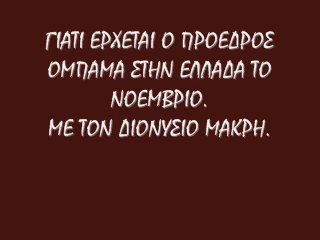 ΓΙΑΤΙ ΕΡΧΕΤΑΙ Ο ΠΡΟΕΔΡΟΣ
ΟΜΠΑΜΑ ΣΤΗΝ ΕΛΛΑΔΑ ΤΟ
ΝΟΕΜΒΡΙΟ.
ΜΕ ΤΟΝ ΔΙΟΝΥΣΙΟ ΜΑΚΡΗ.